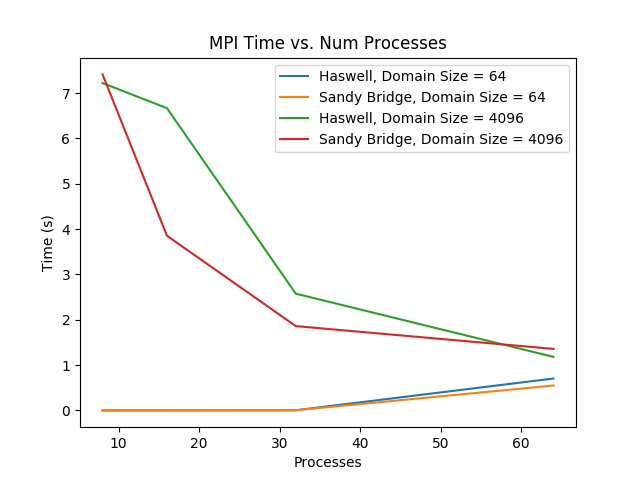 MPI Time vs. Num Processes
Haswell, Domain Size = 64
Sandy Bridge, Domain Size = 64
Haswell, Domain Size = 4096
Sandy Bridge, Domain Size = 4096
Time (s)
7
6
5
4
3
2
1
0
10 20 30 40 50 60
Processes